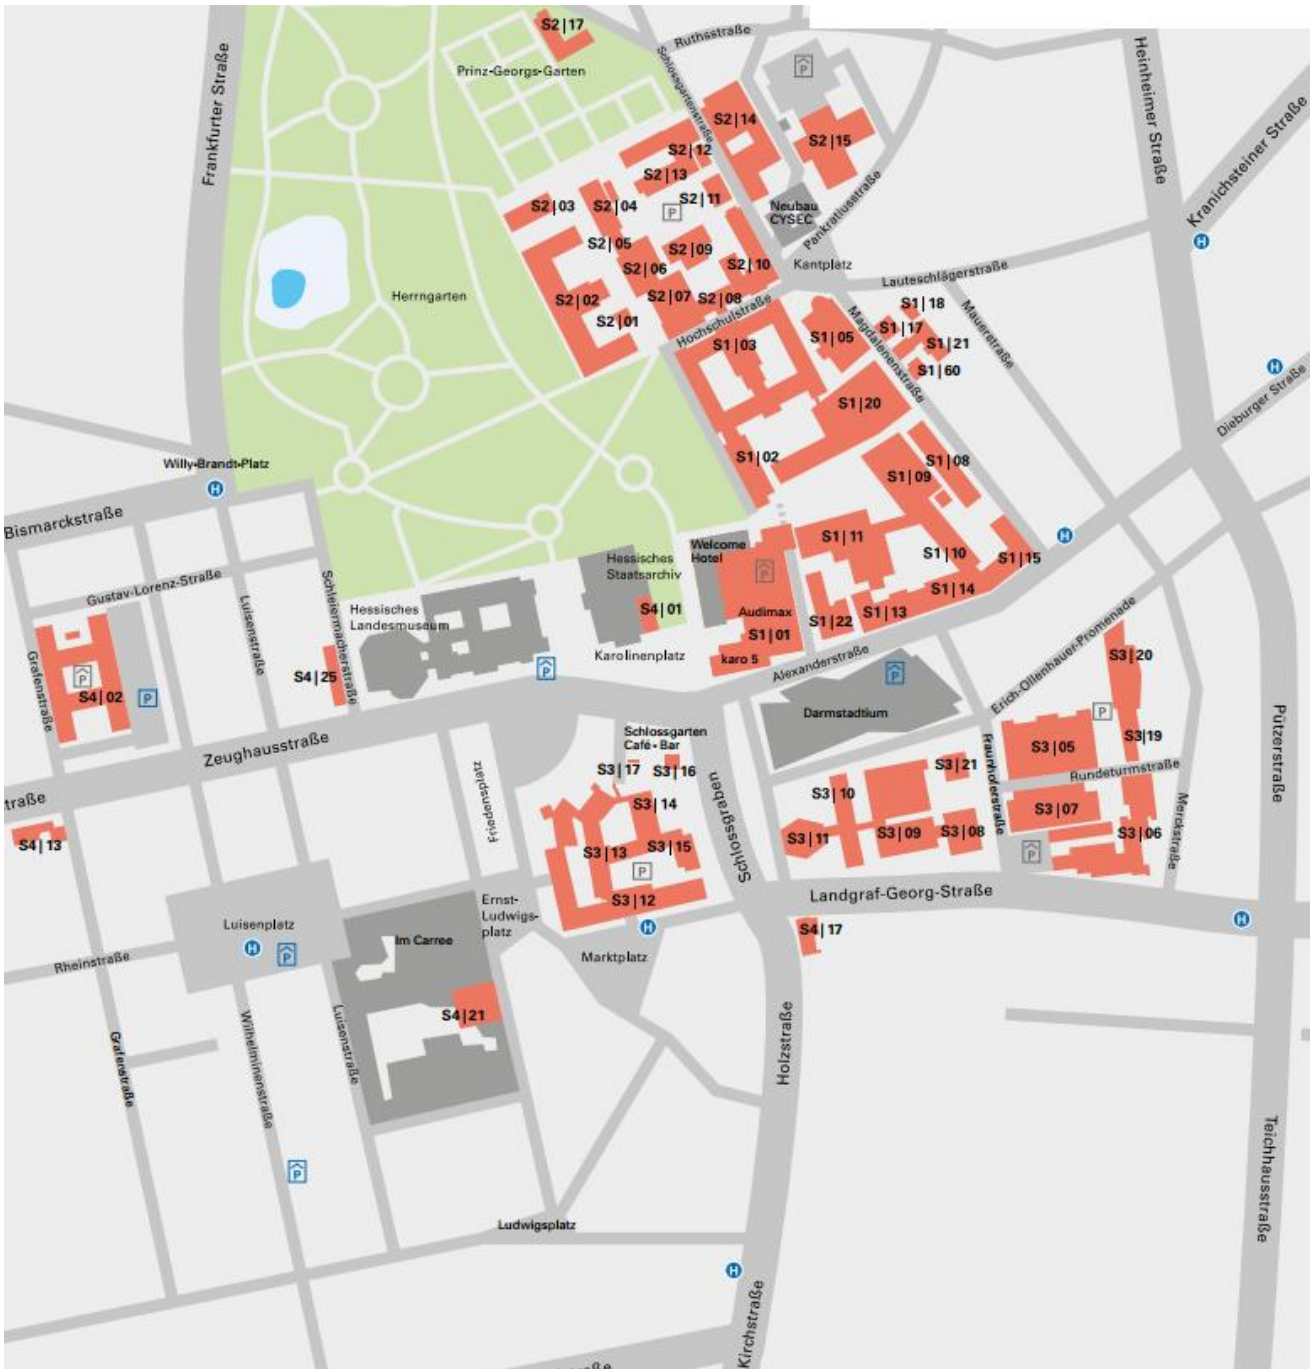 S2|17
Ruthsstraße
Heinheimer Straße
Frankfurter Straße
Prinz-Georgs-Garten
Schlossgartenstraße
P
S2|14
S2|15
Kranichsteiner Straße
S2|12
S2|13
S2|11
S2|03
S2|04
P
Neubau
CYSEC
Pankratiusstraße
H
S2|05
S2|09
S2|06
S2|10
Kantplatz
Lauteschlägerstraße
Herrngarten
S2|02
S2|07
S2|08
S2|01
Hochschulstraße
S1|18
Magdalenenstraße
Mauerstraße
S1|17
S1|03
S1|05
S1|21
S1|60
H
Dieburger Straße
S1|20
Willy-Brandt-Platz
H
S1|02
S1|08
S1|09
Bismarckstraße
S1|11
S1|10
S1|15
H
Welcome
Hotel
Hessisches
Staatsarchiv
P
Gustav-Lorenz-Straße
Luisenstraße
Schleiermacherstraße
Hessisches
Landesmuseum
S4|01
Audimax
S1|01
S1|22
S1|13
S1|14
Erich-Ollenhauer-Promenade
Grafenstraße
P
S4|02
P
S4|25
Karolinenplatz
P
karo 5
Alexanderstraße
P
S3|20
Darmstadtium
P
Pützerstraße
Zeughausstraße
Schlossgarten
Café - Bar
S3|17
S3|16
Friedensplatz
Schlossgraben
Fraunhoferstraße
S3|05
S3|19
S3|21
Rundeturmstraße
traße
S3|14
S3|10
S3|07
Merckstraße
S4|13
S3|13
S3|15
S3|11
S3|09
S3|08
S3|06
P
P
S3|12
Landgraf-Georg-Straße
Ernst-
Ludwigs-
platz
H
H
Luisenplatz
H
P
Im Carree
Marktplatz
S4|17
Rheinstraße
S4|21
Grafenstraße
Wilhelminenstraße
Luisenstraße
Holzstraße
P
Teichhausstraße
Ludwigsplatz
H
Kirchstraße